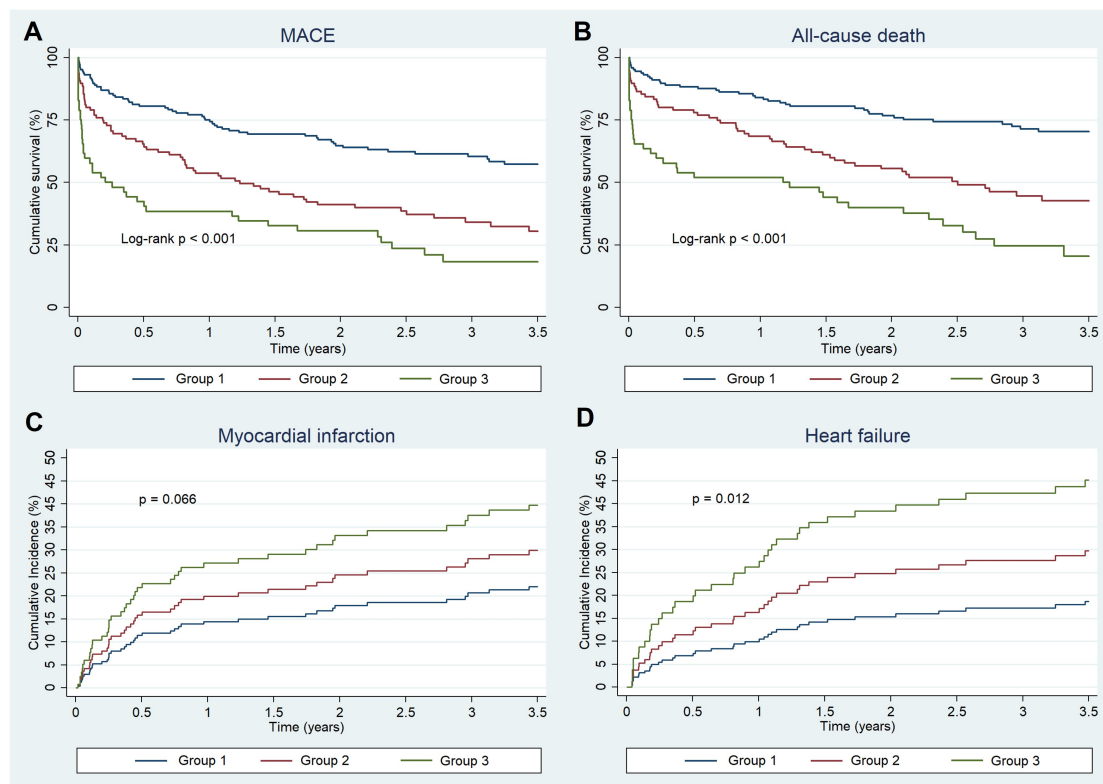 A
MACE
Cumulative survival (%)
100
75
50
25
0
Log-rank p < 0.001
0 0.5 1 1.5 2 2.5 3 3.5
Time (years)
Group 1 Group 2 Group 3
B
All-cause death
Cumulative survival (%)
100
75
50
25
0
Log-rank p < 0.001
0 0.5 1 1.5 2 2.5 3 3.5
Time (years)
Group 1 Group 2 Group 3
C
Myocardial infarction
Cumulative Incidence (%)
50
45
45
35
30
25
20
15
10
5
0
p = 0.066
0 0.5 1 1.5 2 2.5 3 3.5
Time (years)
Group 1 Group 2 Group 3
D
Heart failure
Cumulative Incidence (%)
50
45
45
35
30
25
20
15
10
5
0
p = 0.012
0 0.5 1 1.5 2 2.5 3 3.5
Time (years)
Group 1 Group 2 Group 3